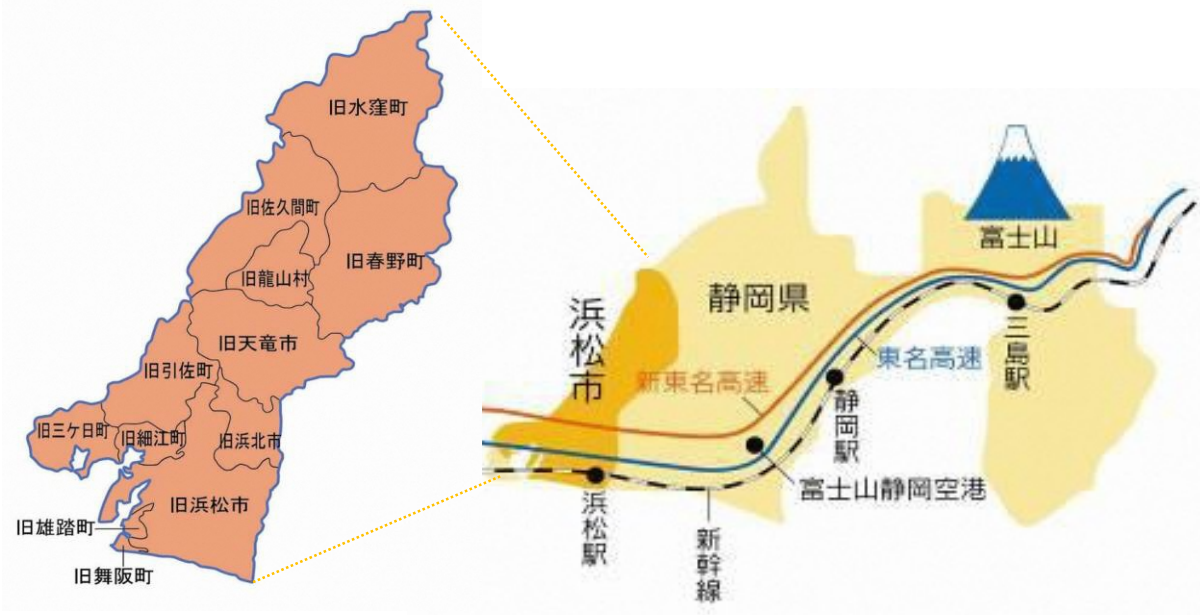 旧水窪町
旧佐久間町
旧春野町
旧龍山村
旧天竜市
旧引佐町
旧三ケ日町
旧細江町
旧浜北市
旧浜松市
旧雄踏町
旧舞阪町
富士山
静岡県
浜松市
三島駅
東名高速
新東名高速
静岡駅
富士山静岡空港
浜松駅
新幹線